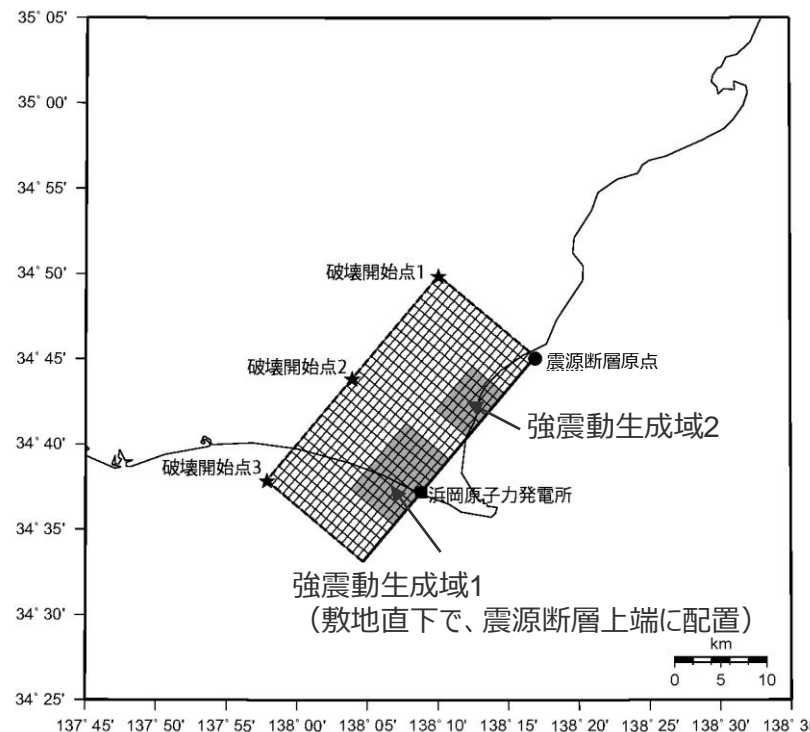 35° 05'
35° 00'
34° 55'
34° 50'
34° 45'
34° 40'
34° 35'
34° 30'
34° 25'
破壊開始点1
破壊開始点2
震源断層原点
強震動生成域2
破壊開始点3
浜岡原子力発電所
強震動生成域1
（敷地直下で、震源断層上端に配置）
km
0 5 10
137° 45' 137° 50' 137° 55' 138° 00' 138° 05' 138° 10' 138° 15' 138° 20' 138° 25' 138° 30' 138° 3